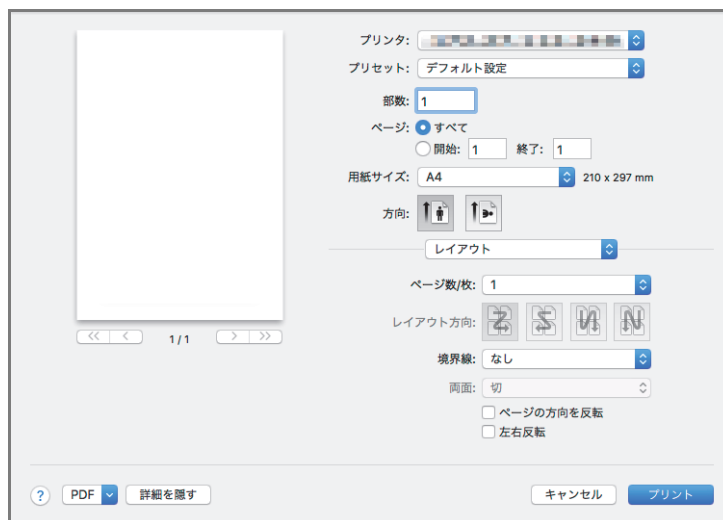 プリンタ:
プリセット: デフォルト設定
部数: 1
ページ: すべて
開始: 1 終了: 1
用紙サイズ: A4 210 x 297 mm
方向:
レイアウト
ページ数/枚: 1
レイアウト方向:
境界線: なし
両面: 切
ページの方向を反転
左右反転
<< < 1 / 1 > >>
? PDF 詳細を隠す キャンセル プリント